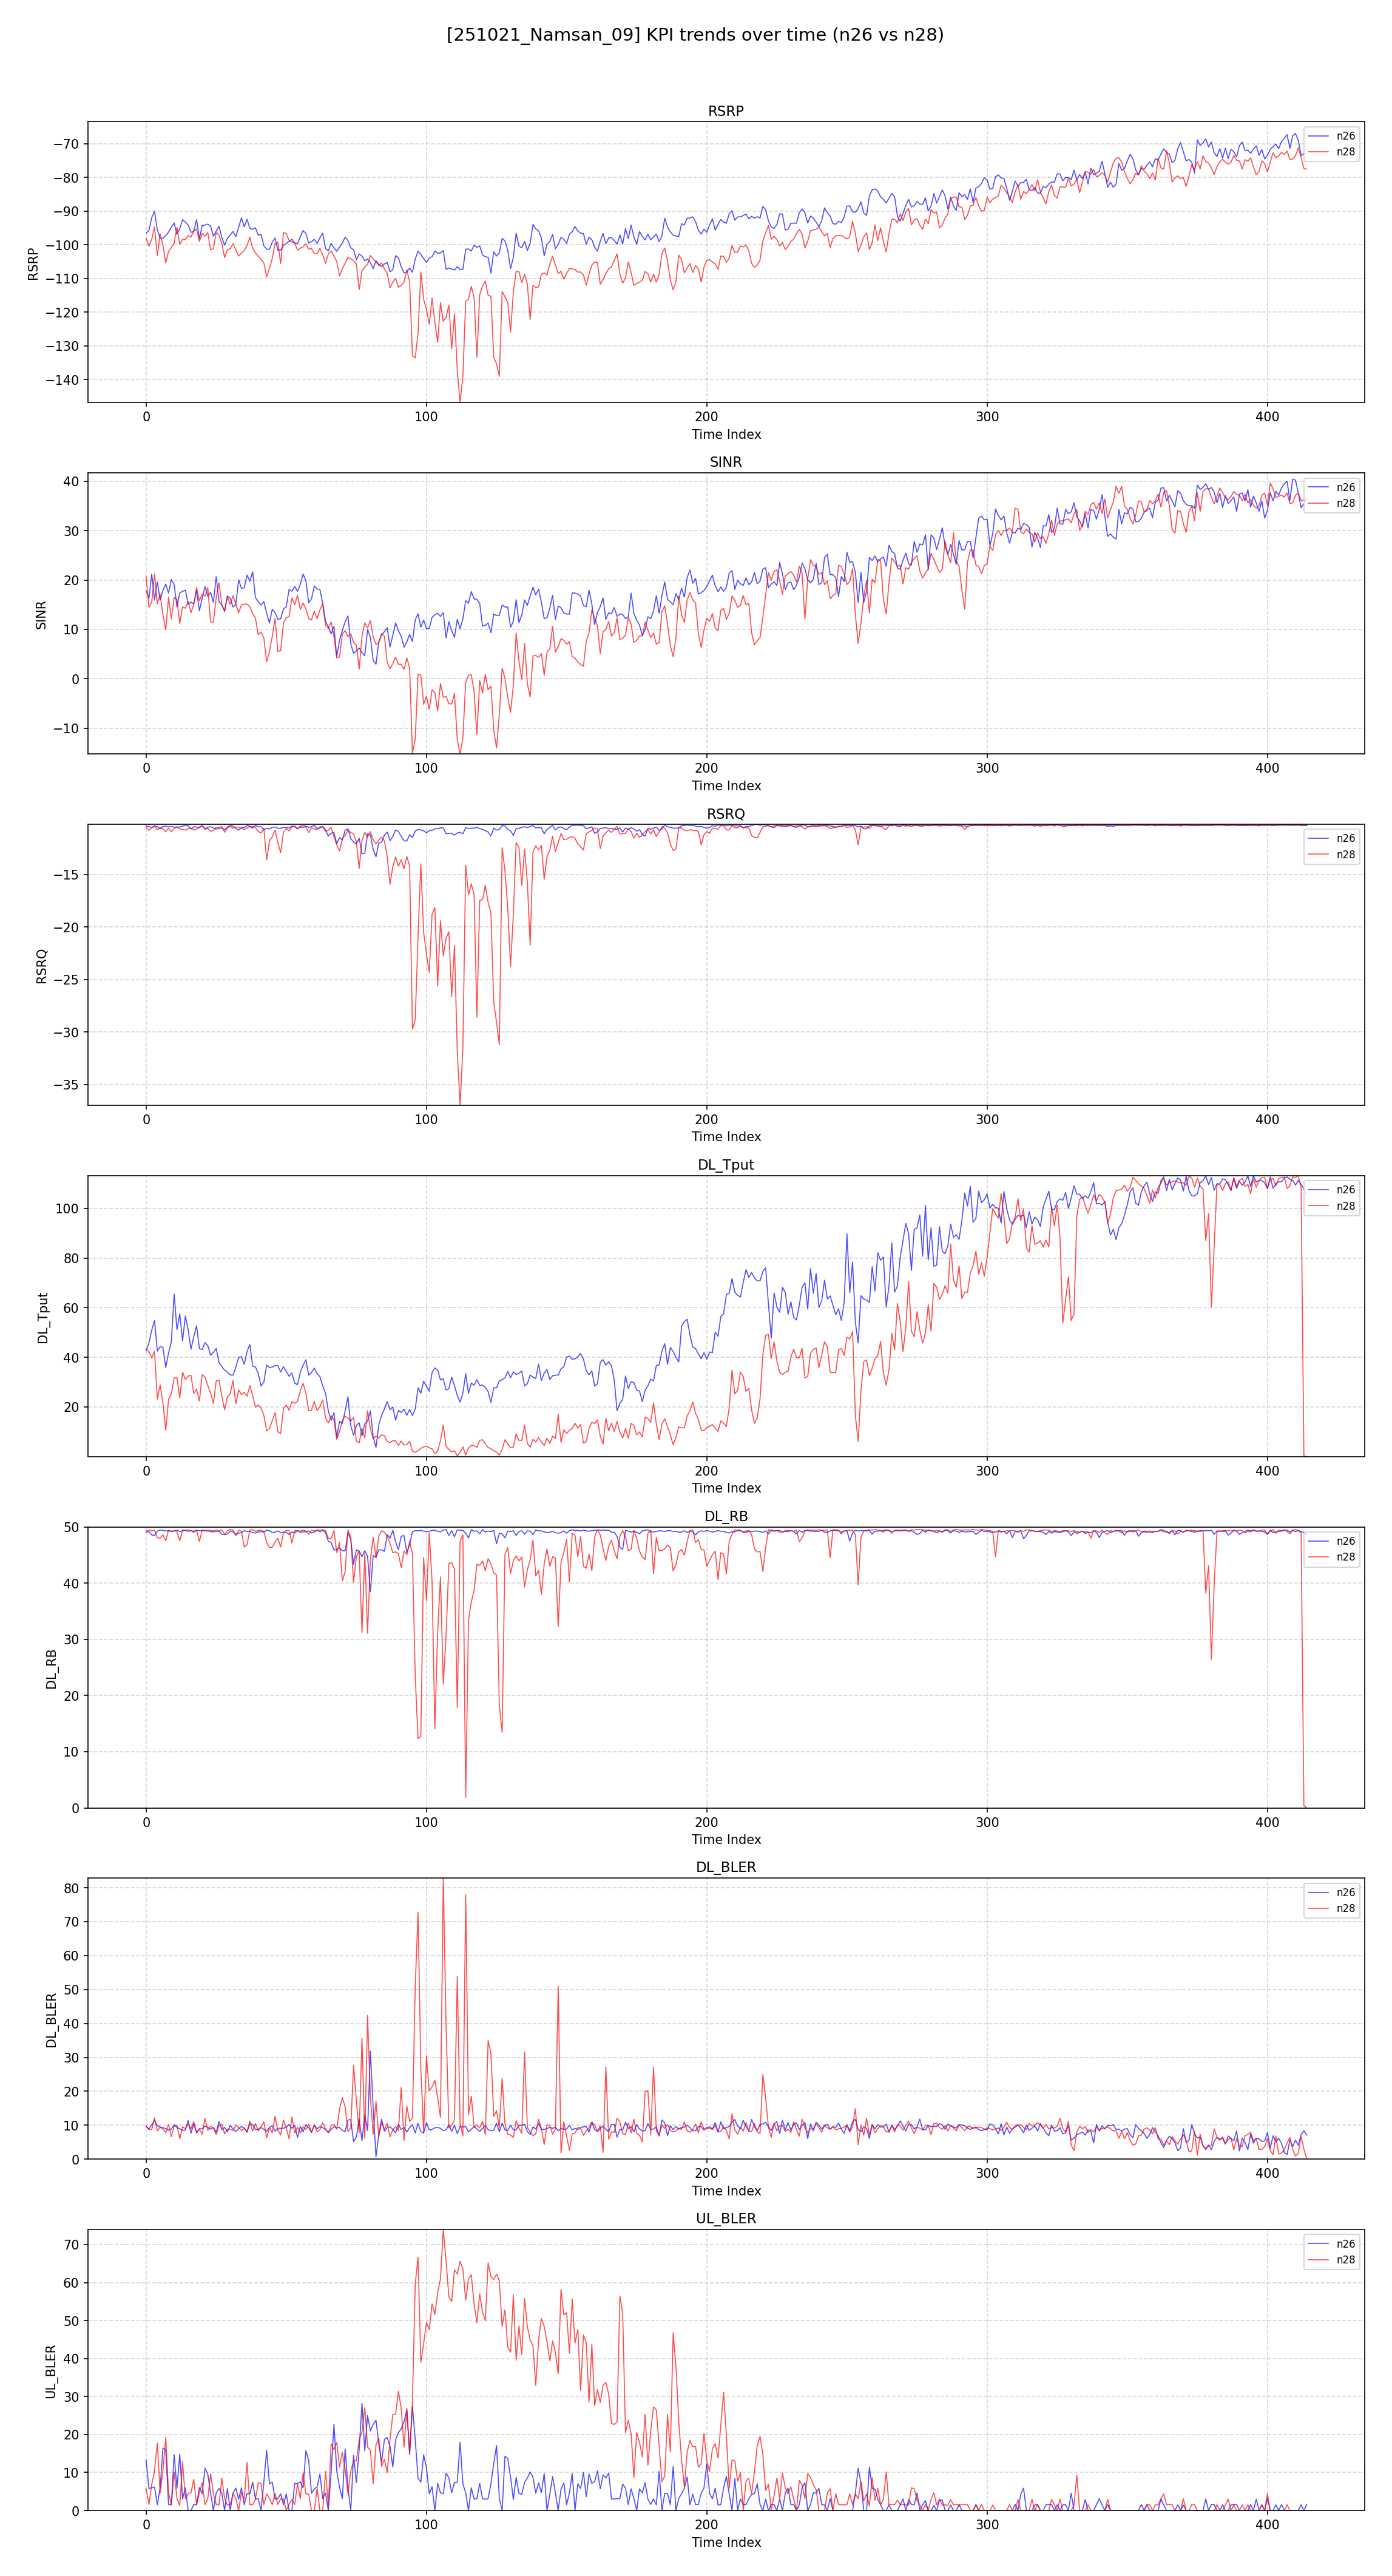 [251021_Namsan_09] KPI trends over time (n26 vs n28)
RSRP
n26
n28
−70
−80
−90
−100
−110
−120
−130
−140
RSRP
0 100 200 300 400
Time Index
SINR
n26
n28
40
30
20
10
0
−10
SINR
0 100 200 300 400
Time Index
RSRQ
n26
n28
−15
−20
−25
−30
−35
RSRQ
0 100 200 300 400
Time Index
DL_Tput
n26
n28
100
80
60
40
20
DL_Tput
0 100 200 300 400
Time Index
DL_RB
n26
n28
50
40
30
20
10
0
DL_RB
0 100 200 300 400
Time Index
DL_BLER
n26
n28
80
70
60
50
40
30
20
10
0
DL_BLER
0 100 200 300 400
Time Index
UL_BLER
n26
n28
70
60
50
40
30
20
10
0
UL_BLER
0 100 200 300 400
Time Index